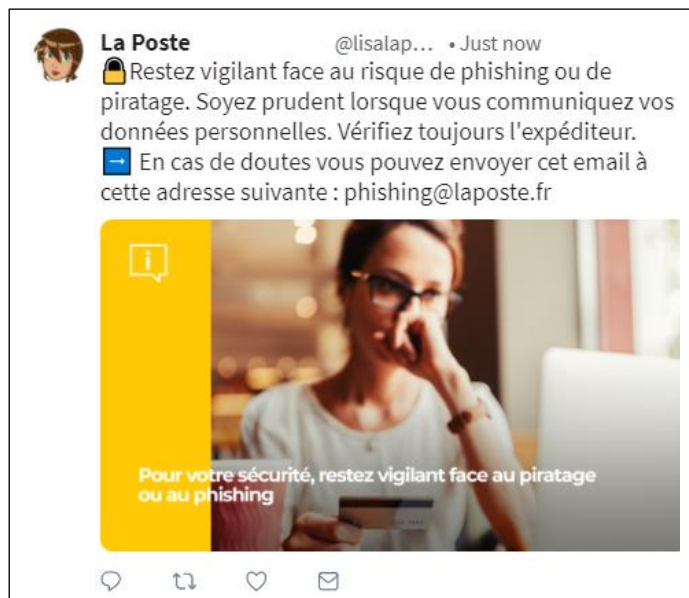 La Poste @lisalap... • Just now
🔒Restez vigilant face au risque de phishing ou de
piratage. Soyez prudent lorsque vous communiquez vos
données personnelles. Vérifiez toujours l'expéditeur.
➡ En cas de doutes vous pouvez envoyer cet email à
cette adresse suivante : phishing@laposte.fr
i
Pour votre sécurité, restez vigilant face au piratage
ou au phishing